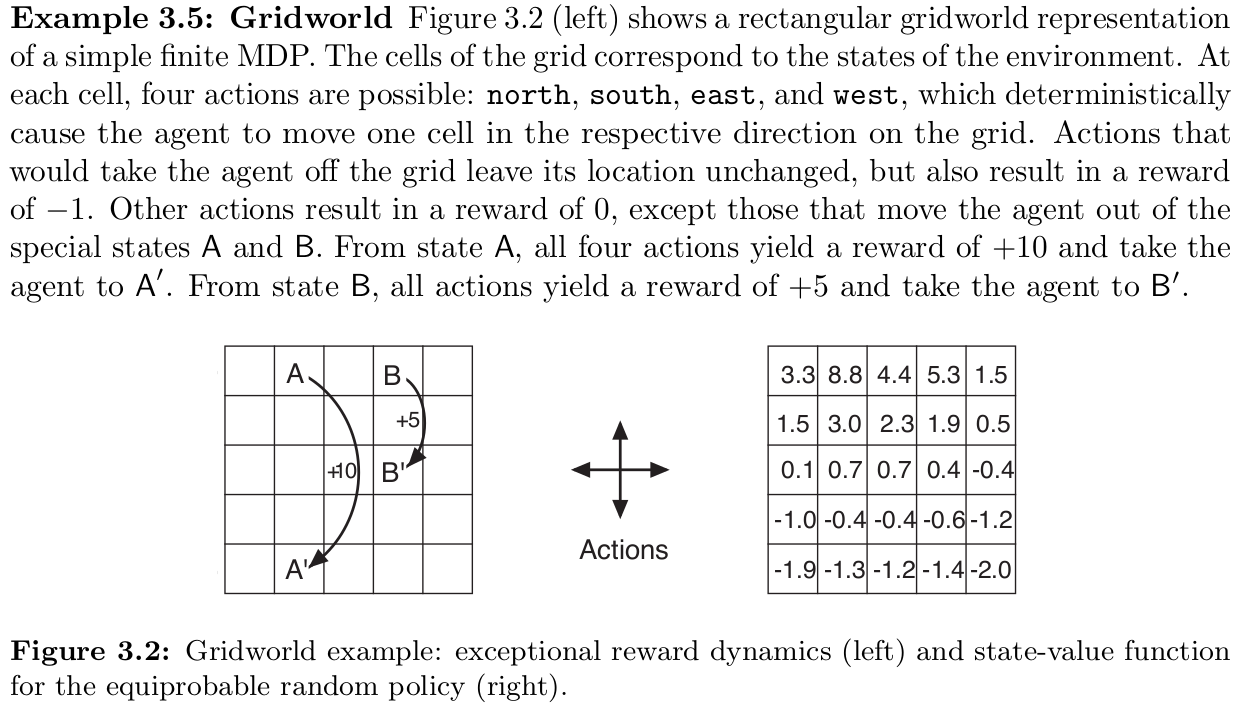 Example 3.5: Gridworld Figure 3.2 (left) shows a rectangular gridworld representation
of a simple finite MDP. The cells of the grid correspond to the states of the environment. At
each cell, four actions are possible: north, south, east, and west, which deterministically
cause the agent to move one cell in the respective direction on the grid. Actions that
would take the agent off the grid leave its location unchanged, but also result in a reward
of −1. Other actions result in a reward of 0, except those that move the agent out of the
special states A and B. From state A, all four actions yield a reward of +10 and take the
agent to A′. From state B, all actions yield a reward of +5 and take the agent to B′.
A B
+5
+10 B'
A'
Actions
3.3 8.8 4.4 5.3 1.5
1.5 3.0 2.3 1.9 0.5
0.1 0.7 0.7 0.4 -0.4
-1.0 -0.4 -0.4 -0.6 -1.2
-1.9 -1.3 -1.2 -1.4 -2.0
Figure 3.2: Gridworld example: exceptional reward dynamics (left) and state-value function
for the equiprobable random policy (right).